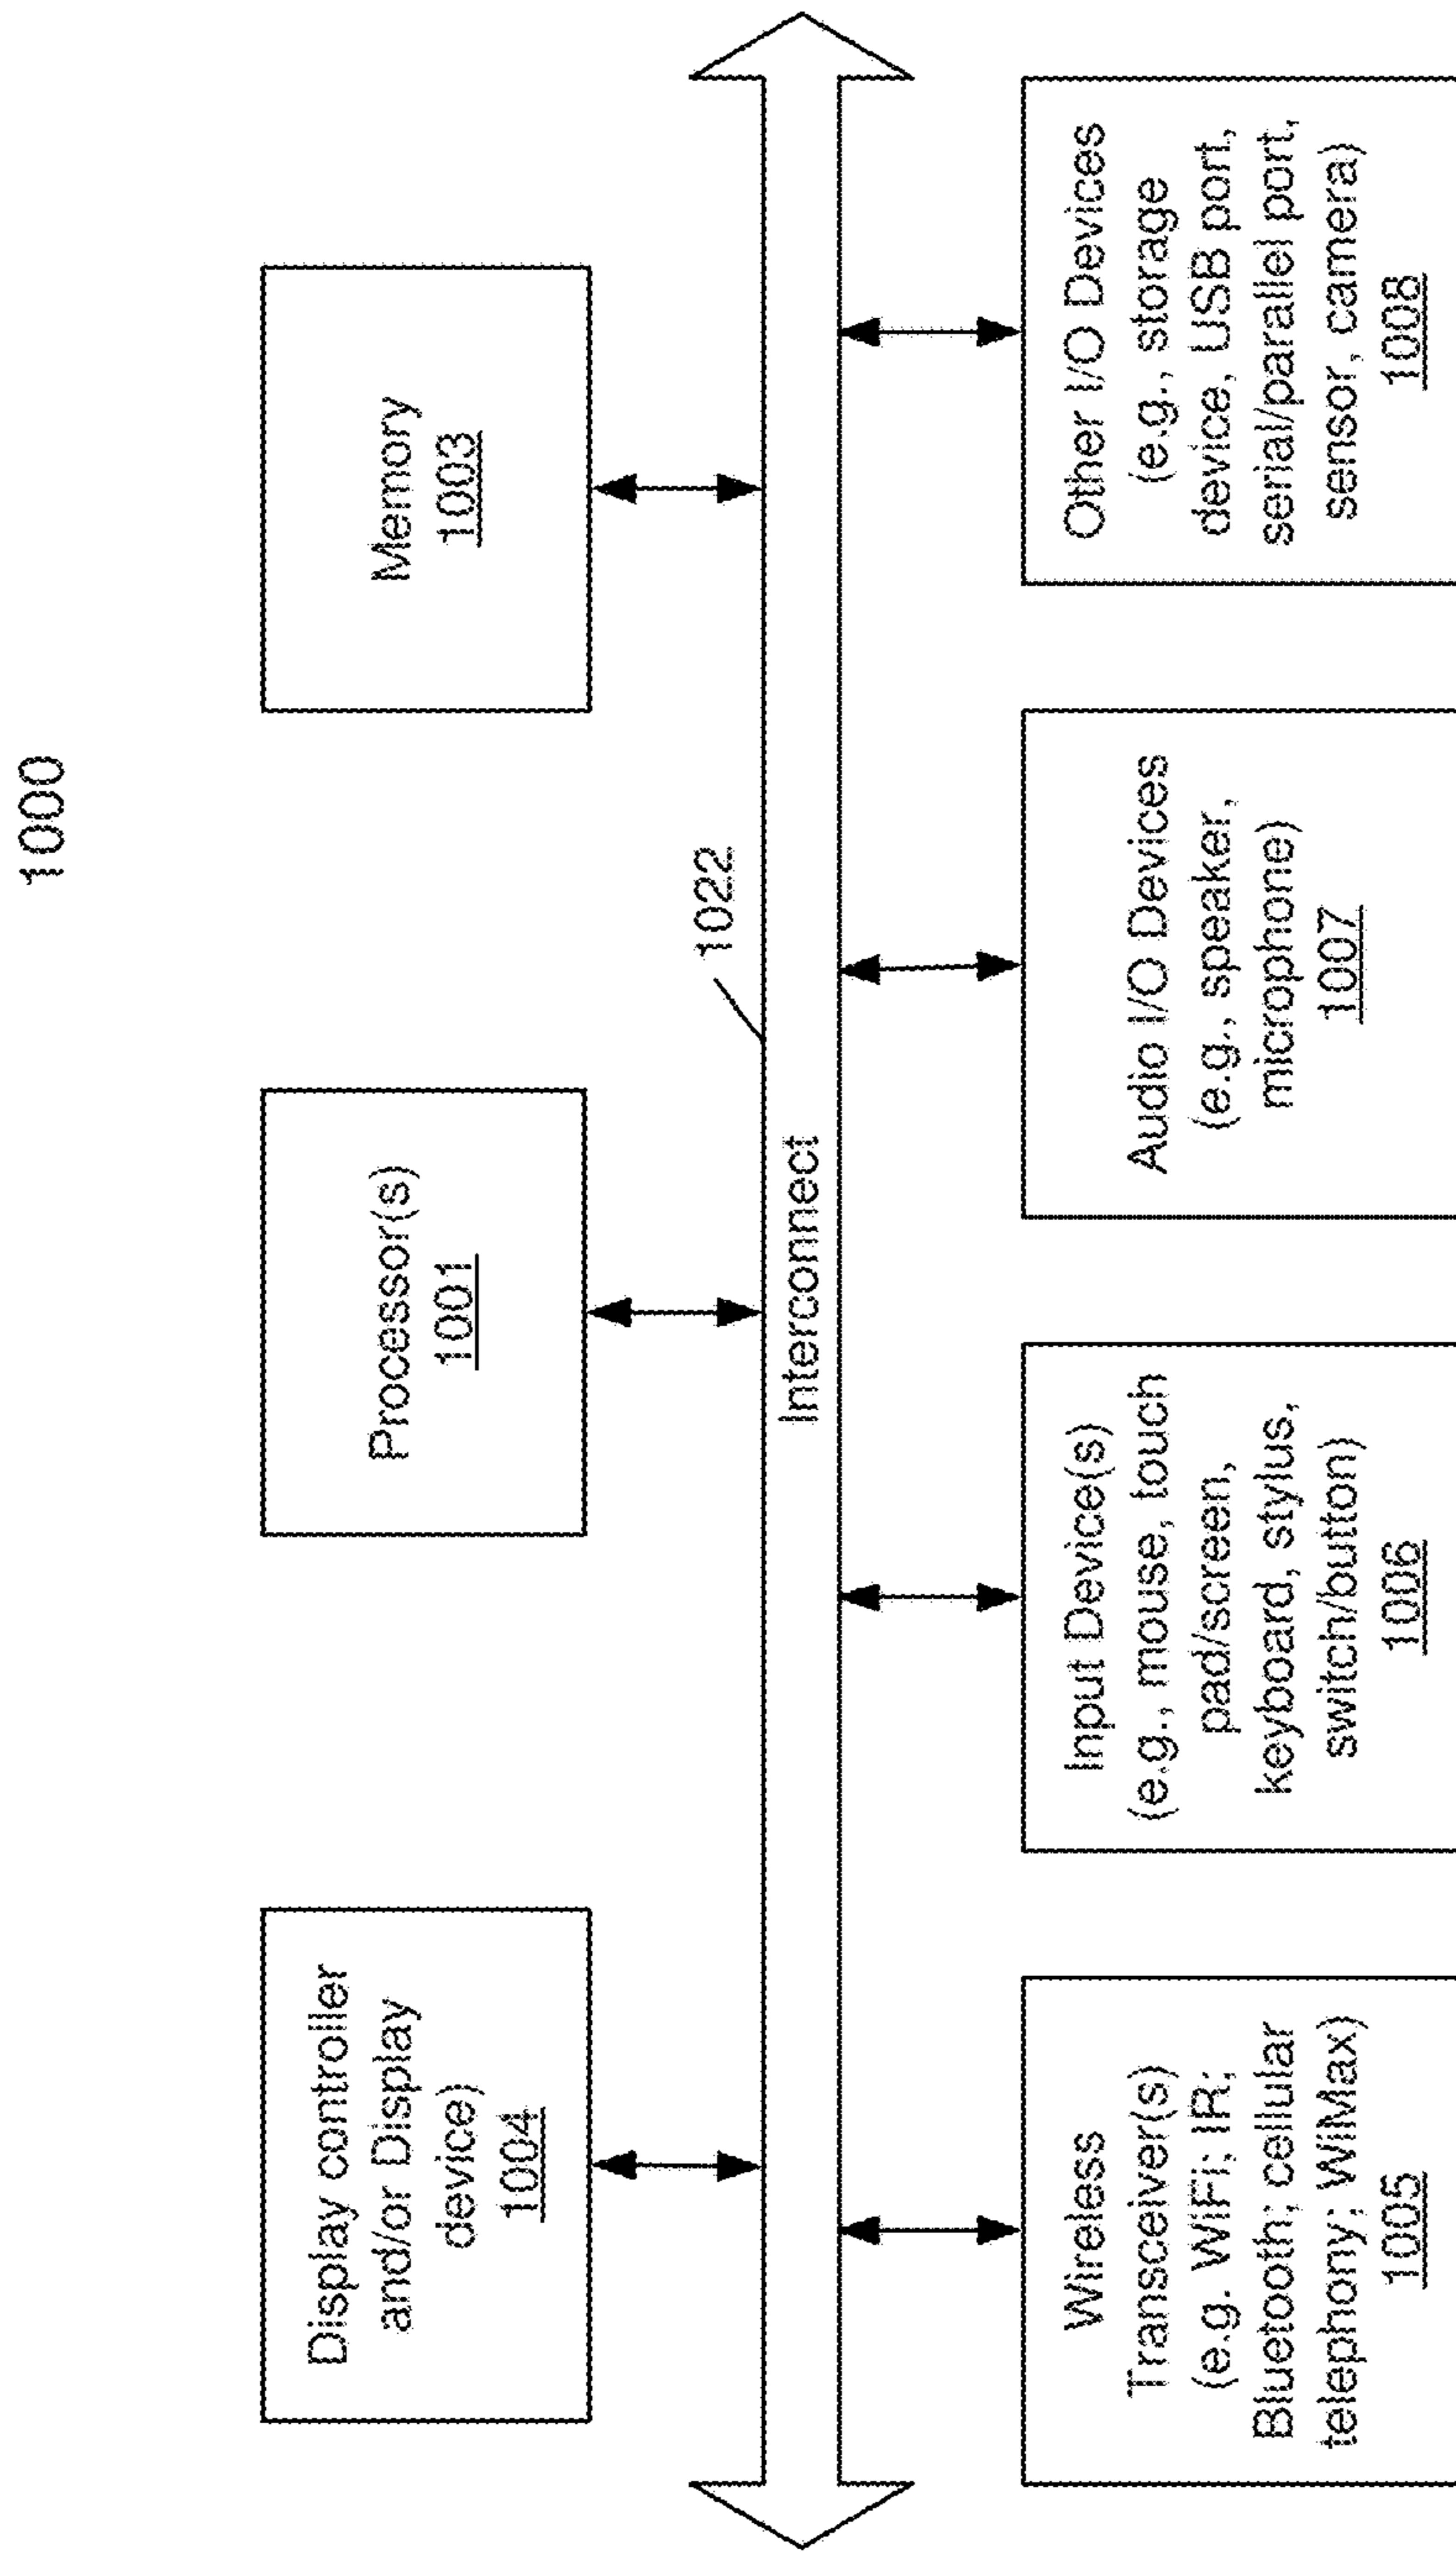 1000
Display controller
and/or Display
device)
1004
Processor(s)
1001
Memory
1003
1022
Interconnect
Wireless
Transceiver(s)
(e.g. WiFi; IR;
Bluetooth; cellular
telephony; WiMax)
1005
Input Device(s)
(e.g., mouse, touch
pad/screen,
keyboard, stylus,
switch/button)
1006
Audio I/O Devices
(e.g., speaker,
microphone)
1007
Other I/O Devices
(e.g., storage
device, USB port,
serial/parallel port,
sensor, camera)
1008